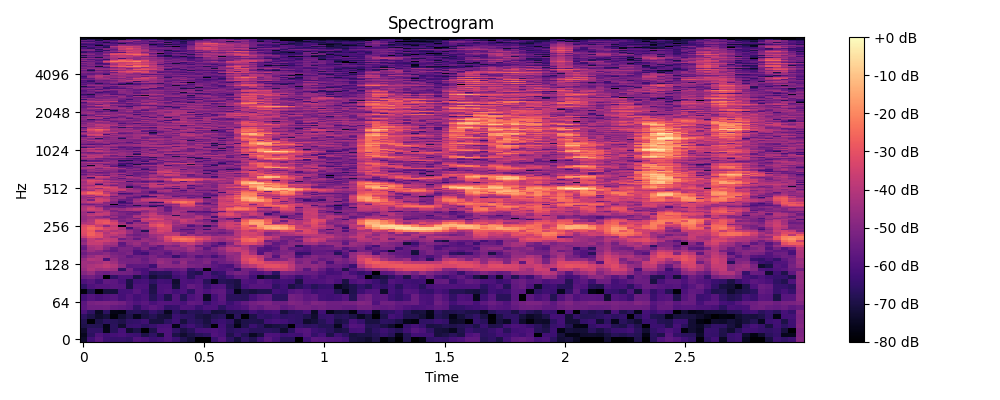 Spectrogram
+0 dB
4096
-10 dB
2048
-20 dB
1024
-30 dB
Hz
512
-40 dB
256
-50 dB
128
-60 dB
64
-70 dB
0
-80 dB
0 0.5 1 1.5 2 2.5
Time